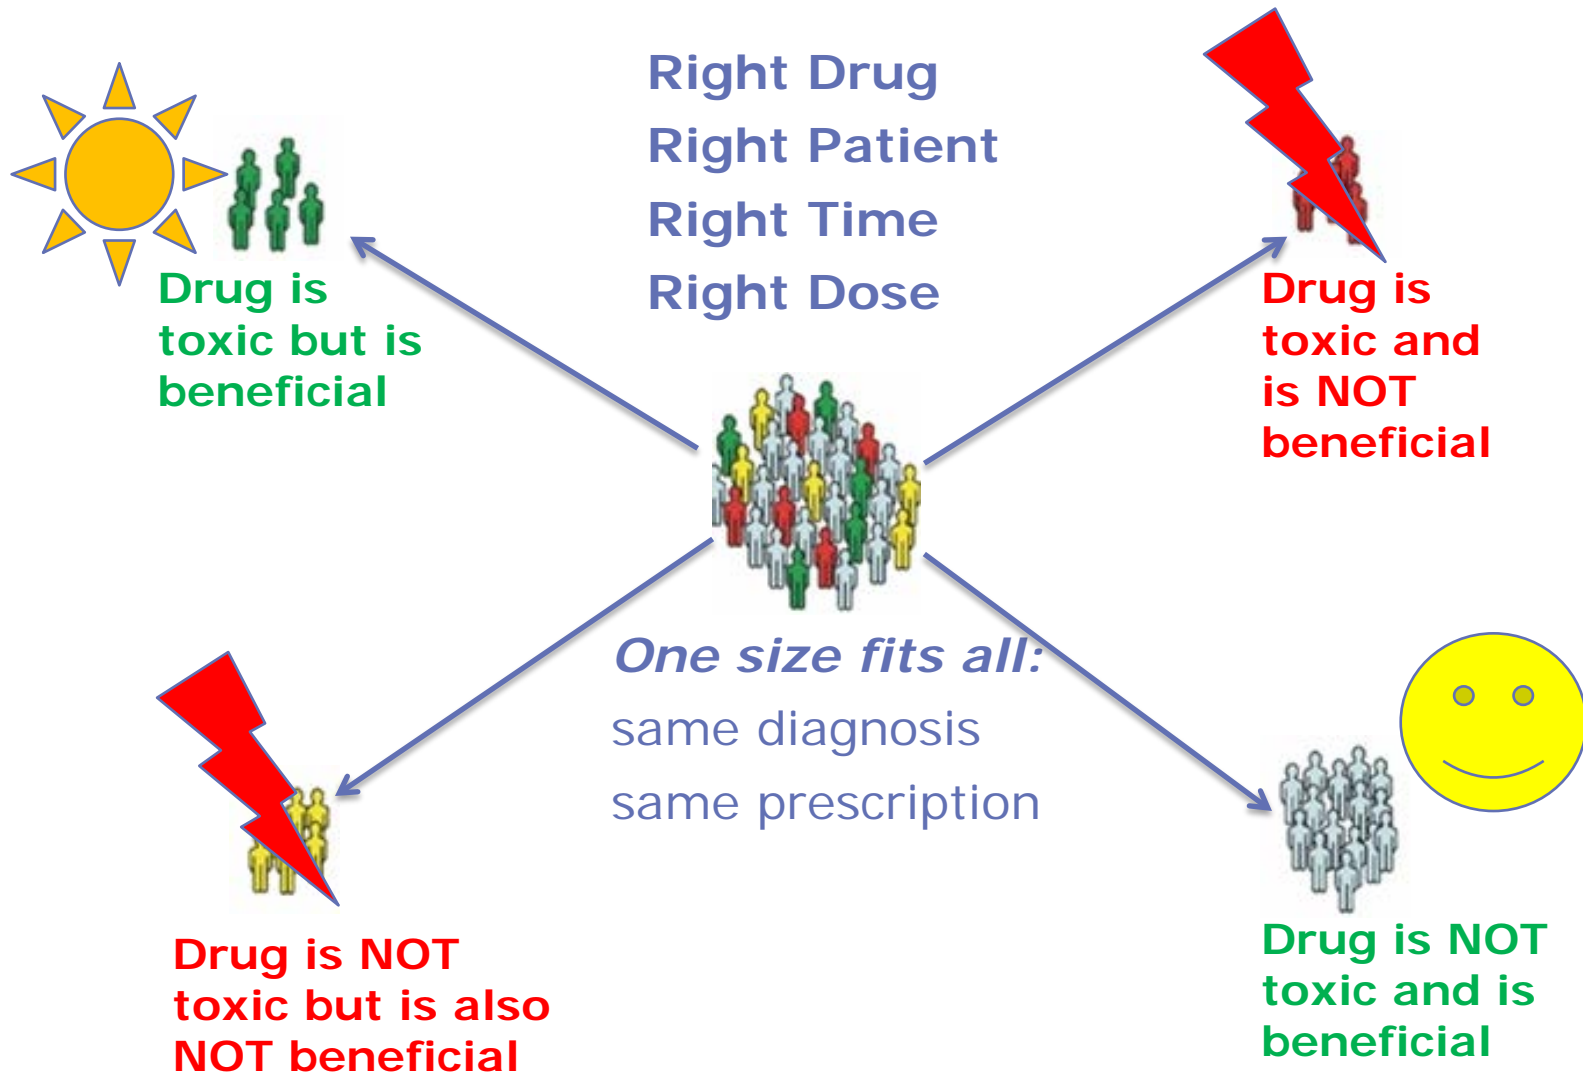 Right Drug
Right Patient
Right Time
Right Dose
Drug is
toxic but is
beneficial
Drug is
toxic and
is NOT
beneficial
One size fits all:
same diagnosis
same prescription
Drug is NOT
toxic but is also
NOT beneficial
Drug is NOT
toxic and is
beneficial